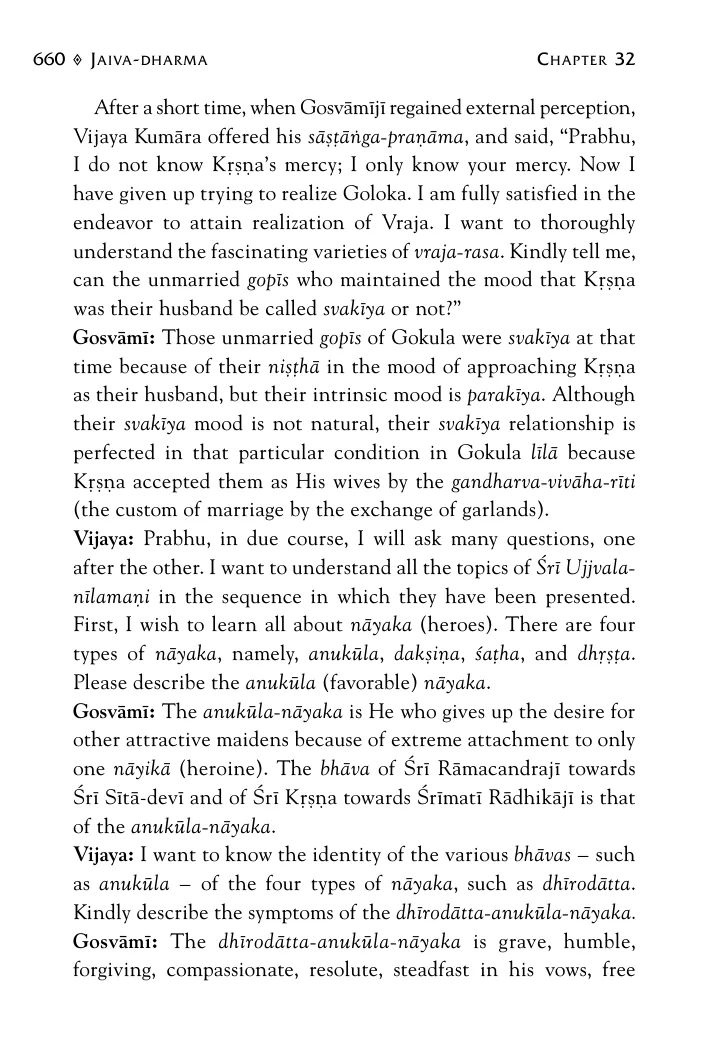 660 ⟡ Jaiva-dharma Chapter 32
After a short time, when Gosvāmījī regained external perception,
Vijaya Kumāra offered his sāṣṭāṅga-praṇāma, and said, “Prabhu,
I do not know Kṛṣṇa’s mercy; I only know your mercy. Now I
have given up trying to realize Goloka. I am fully satisfied in the
endeavor to attain realization of Vraja. I want to thoroughly
understand the fascinating varieties of vraja-rasa. Kindly tell me,
can the unmarried gopīs who maintained the mood that Kṛṣṇa
was their husband be called svakīya or not?”
Gosvāmī: Those unmarried gopīs of Gokula were svakīya at that
time because of their niṣṭhā in the mood of approaching Kṛṣṇa
as their husband, but their intrinsic mood is parakīya. Although
their svakīya mood is not natural, their svakīya relationship is
perfected in that particular condition in Gokula līlā because
Kṛṣṇa accepted them as His wives by the gandharva-vivāha-rīti
(the custom of marriage by the exchange of garlands).
Vijaya: Prabhu, in due course, I will ask many questions, one
after the other. I want to understand all the topics of Śrī Ujjvala-
nīlamaṇi in the sequence in which they have been presented.
First, I wish to learn all about nāyaka (heroes). There are four
types of nāyaka, namely, anukūla, dakṣiṇa, śaṭha, and dhṛṣṭa.
Please describe the anukūla (favorable) nāyaka.
Gosvāmī: The anukūla-nāyaka is He who gives up the desire for
other attractive maidens because of extreme attachment to only
one nāyikā (heroine). The bhāva of Śrī Rāmacandrajī towards
Śrī Sītā-devī and of Śrī Kṛṣṇa towards Śrīmatī Rādhikājī is that
of the anukūla-nāyaka.
Vijaya: I want to know the identity of the various bhāvas – such
as anukūla – of the four types of nāyaka, such as dhīrodātta.
Kindly describe the symptoms of the dhīrodātta-anukūla-nāyaka.
Gosvāmī: The dhīrodātta-anukūla-nāyaka is grave, humble,
forgiving, compassionate, resolute, steadfast in his vows, free